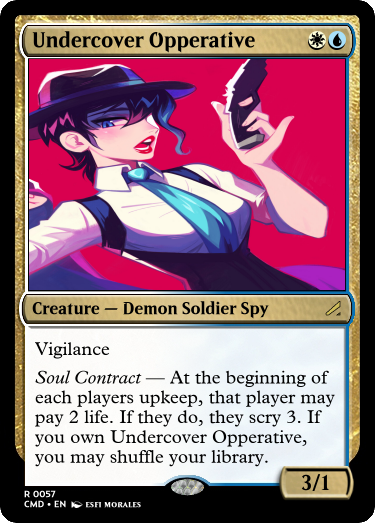 Undercover Opperative
Creature — Demon Soldier Spy
Vigilance
Soul Contract — At the beginning of
each players upkeep, that player may
pay 2 life. If they do, they scry 3. If
you own Undercover Opperative,
you may shuffle your library.
3/1
R 0057
CMD • EN ESFI MORALES